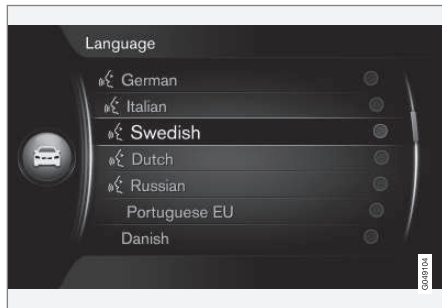 Language
German
Italian
Swedish
Dutch
Russian
Portuguese EU
Danish
G049104